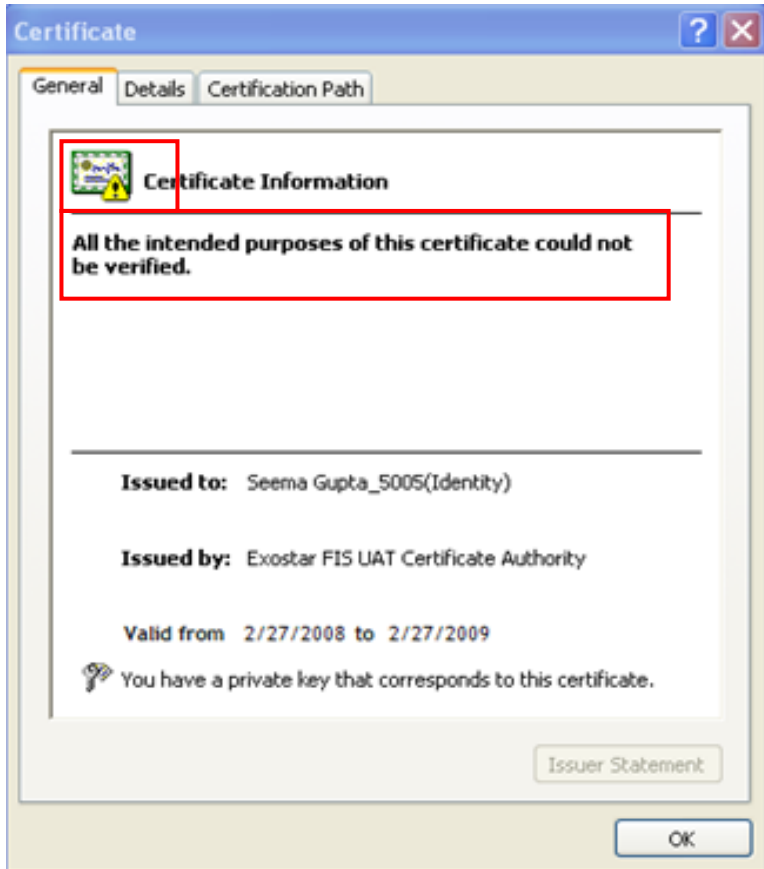 Certificate
General Details Certification Path
Certificate Information
All the intended purposes of this certificate could not
be verified.
Issued to: Seema Gupta_5005(Identity)
Issued by: Exostar FIS UAT Certificate Authority
Valid from 2/27/2008 to 2/27/2009
You have a private key that corresponds to this certificate.
Issuer Statement
OK